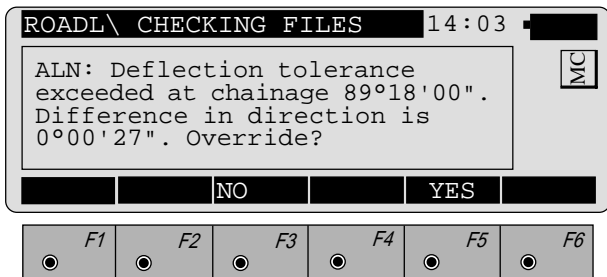 ROADL\ CHECKING FILES 14:03
MC
ALN: Deflection tolerance
exceeded at chainage 89°18'00".
Difference in direction is
0°00'27". Override?
NO YES
F1 F2 F3 F4 F5 F6